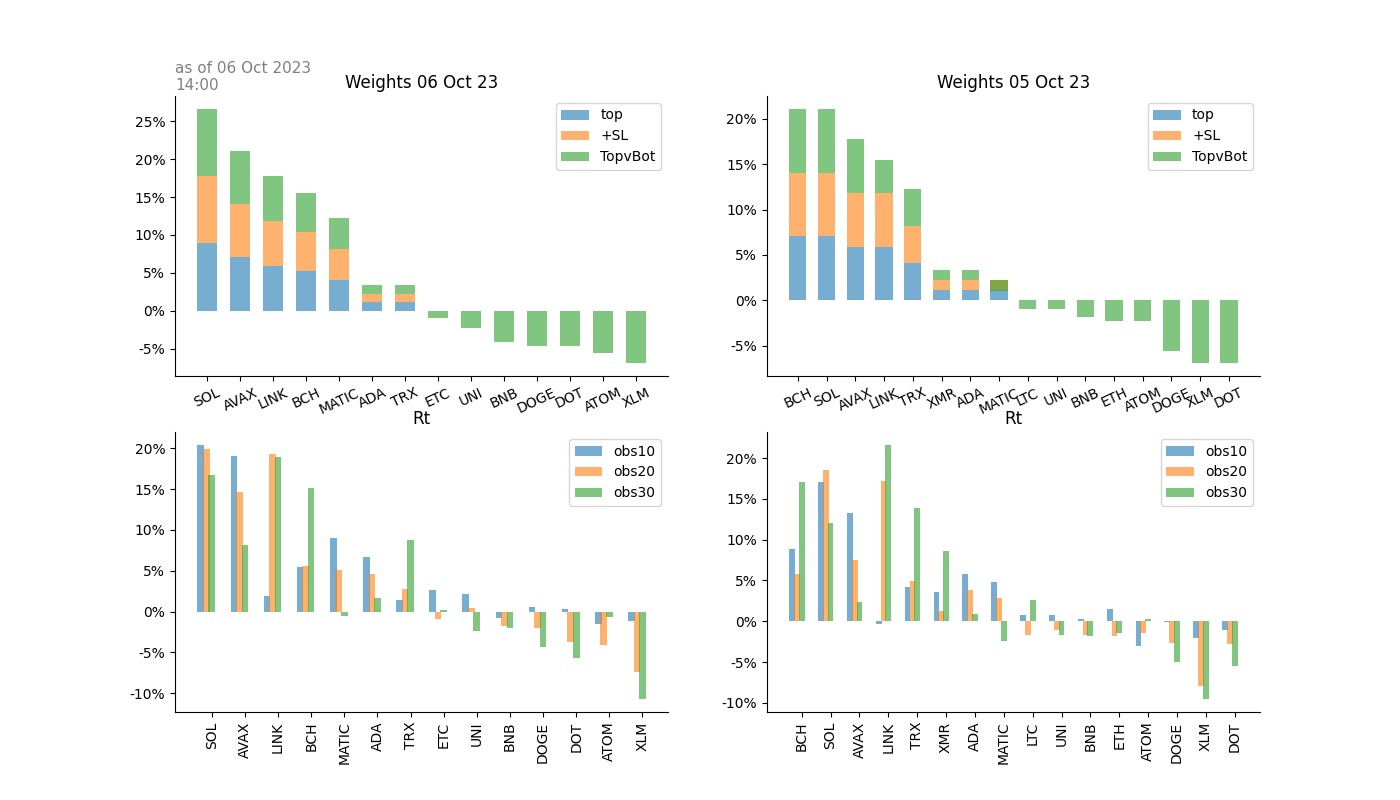 as of 06 Oct 2023
14:00
Weights 06 Oct 23
25%
20%
15%
10%
5%
0%
-5%
top
+SL
TopvBot
SOL AVAX LINK BCH MATIC ADA TRX ETC UNI BNB DOGE DOT ATOM XLM
Weights 05 Oct 23
20%
15%
10%
5%
0%
-5%
top
+SL
TopvBot
BCH SOL AVAX LINK TRX XMR ADA MATIC LTC UNI BNB ETH ATOM DOGE XLM DOT
Rt
20%
15%
10%
5%
0%
-5%
-10%
obs10
obs20
obs30
SOL AVAX LINK BCH MATIC ADA TRX ETC UNI BNB DOGE DOT ATOM XLM
Rt
20%
15%
10%
5%
0%
-5%
-10%
obs10
obs20
obs30
BCH SOL AVAX LINK TRX XMR ADA MATIC LTC UNI BNB ETH ATOM DOGE XLM DOT